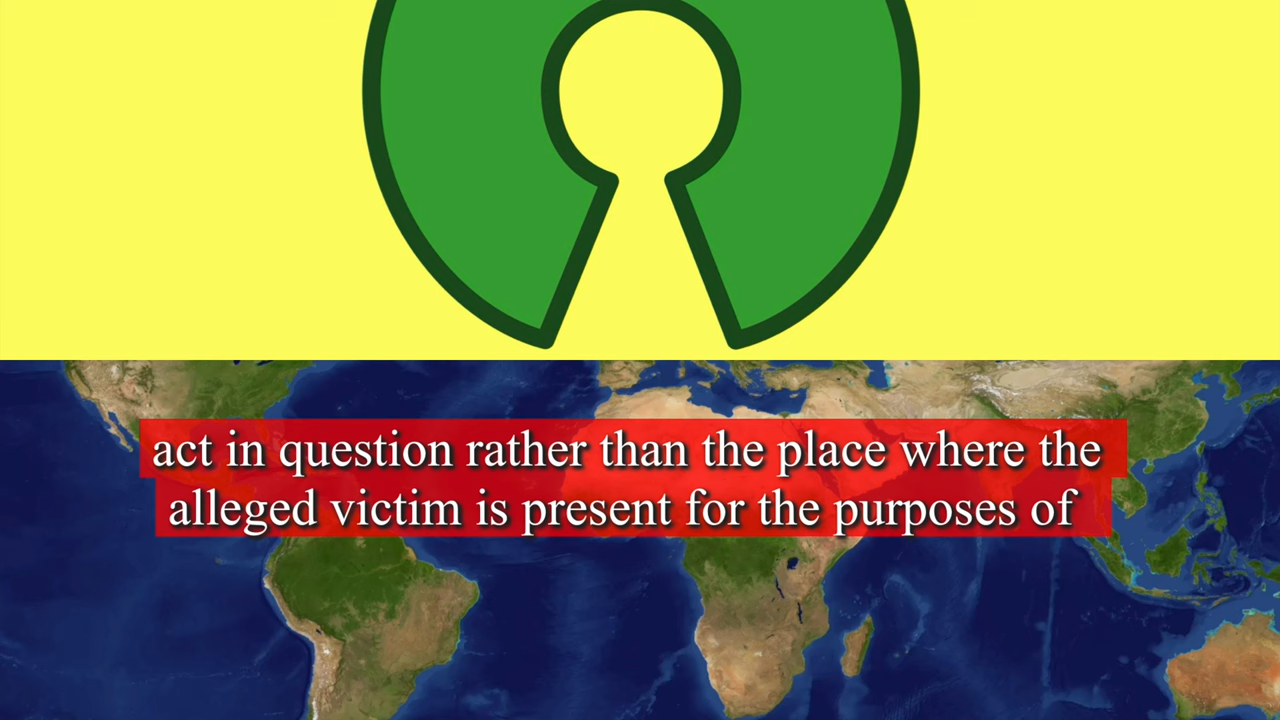 act in question rather than the place where the
alleged victim is present for the purposes of